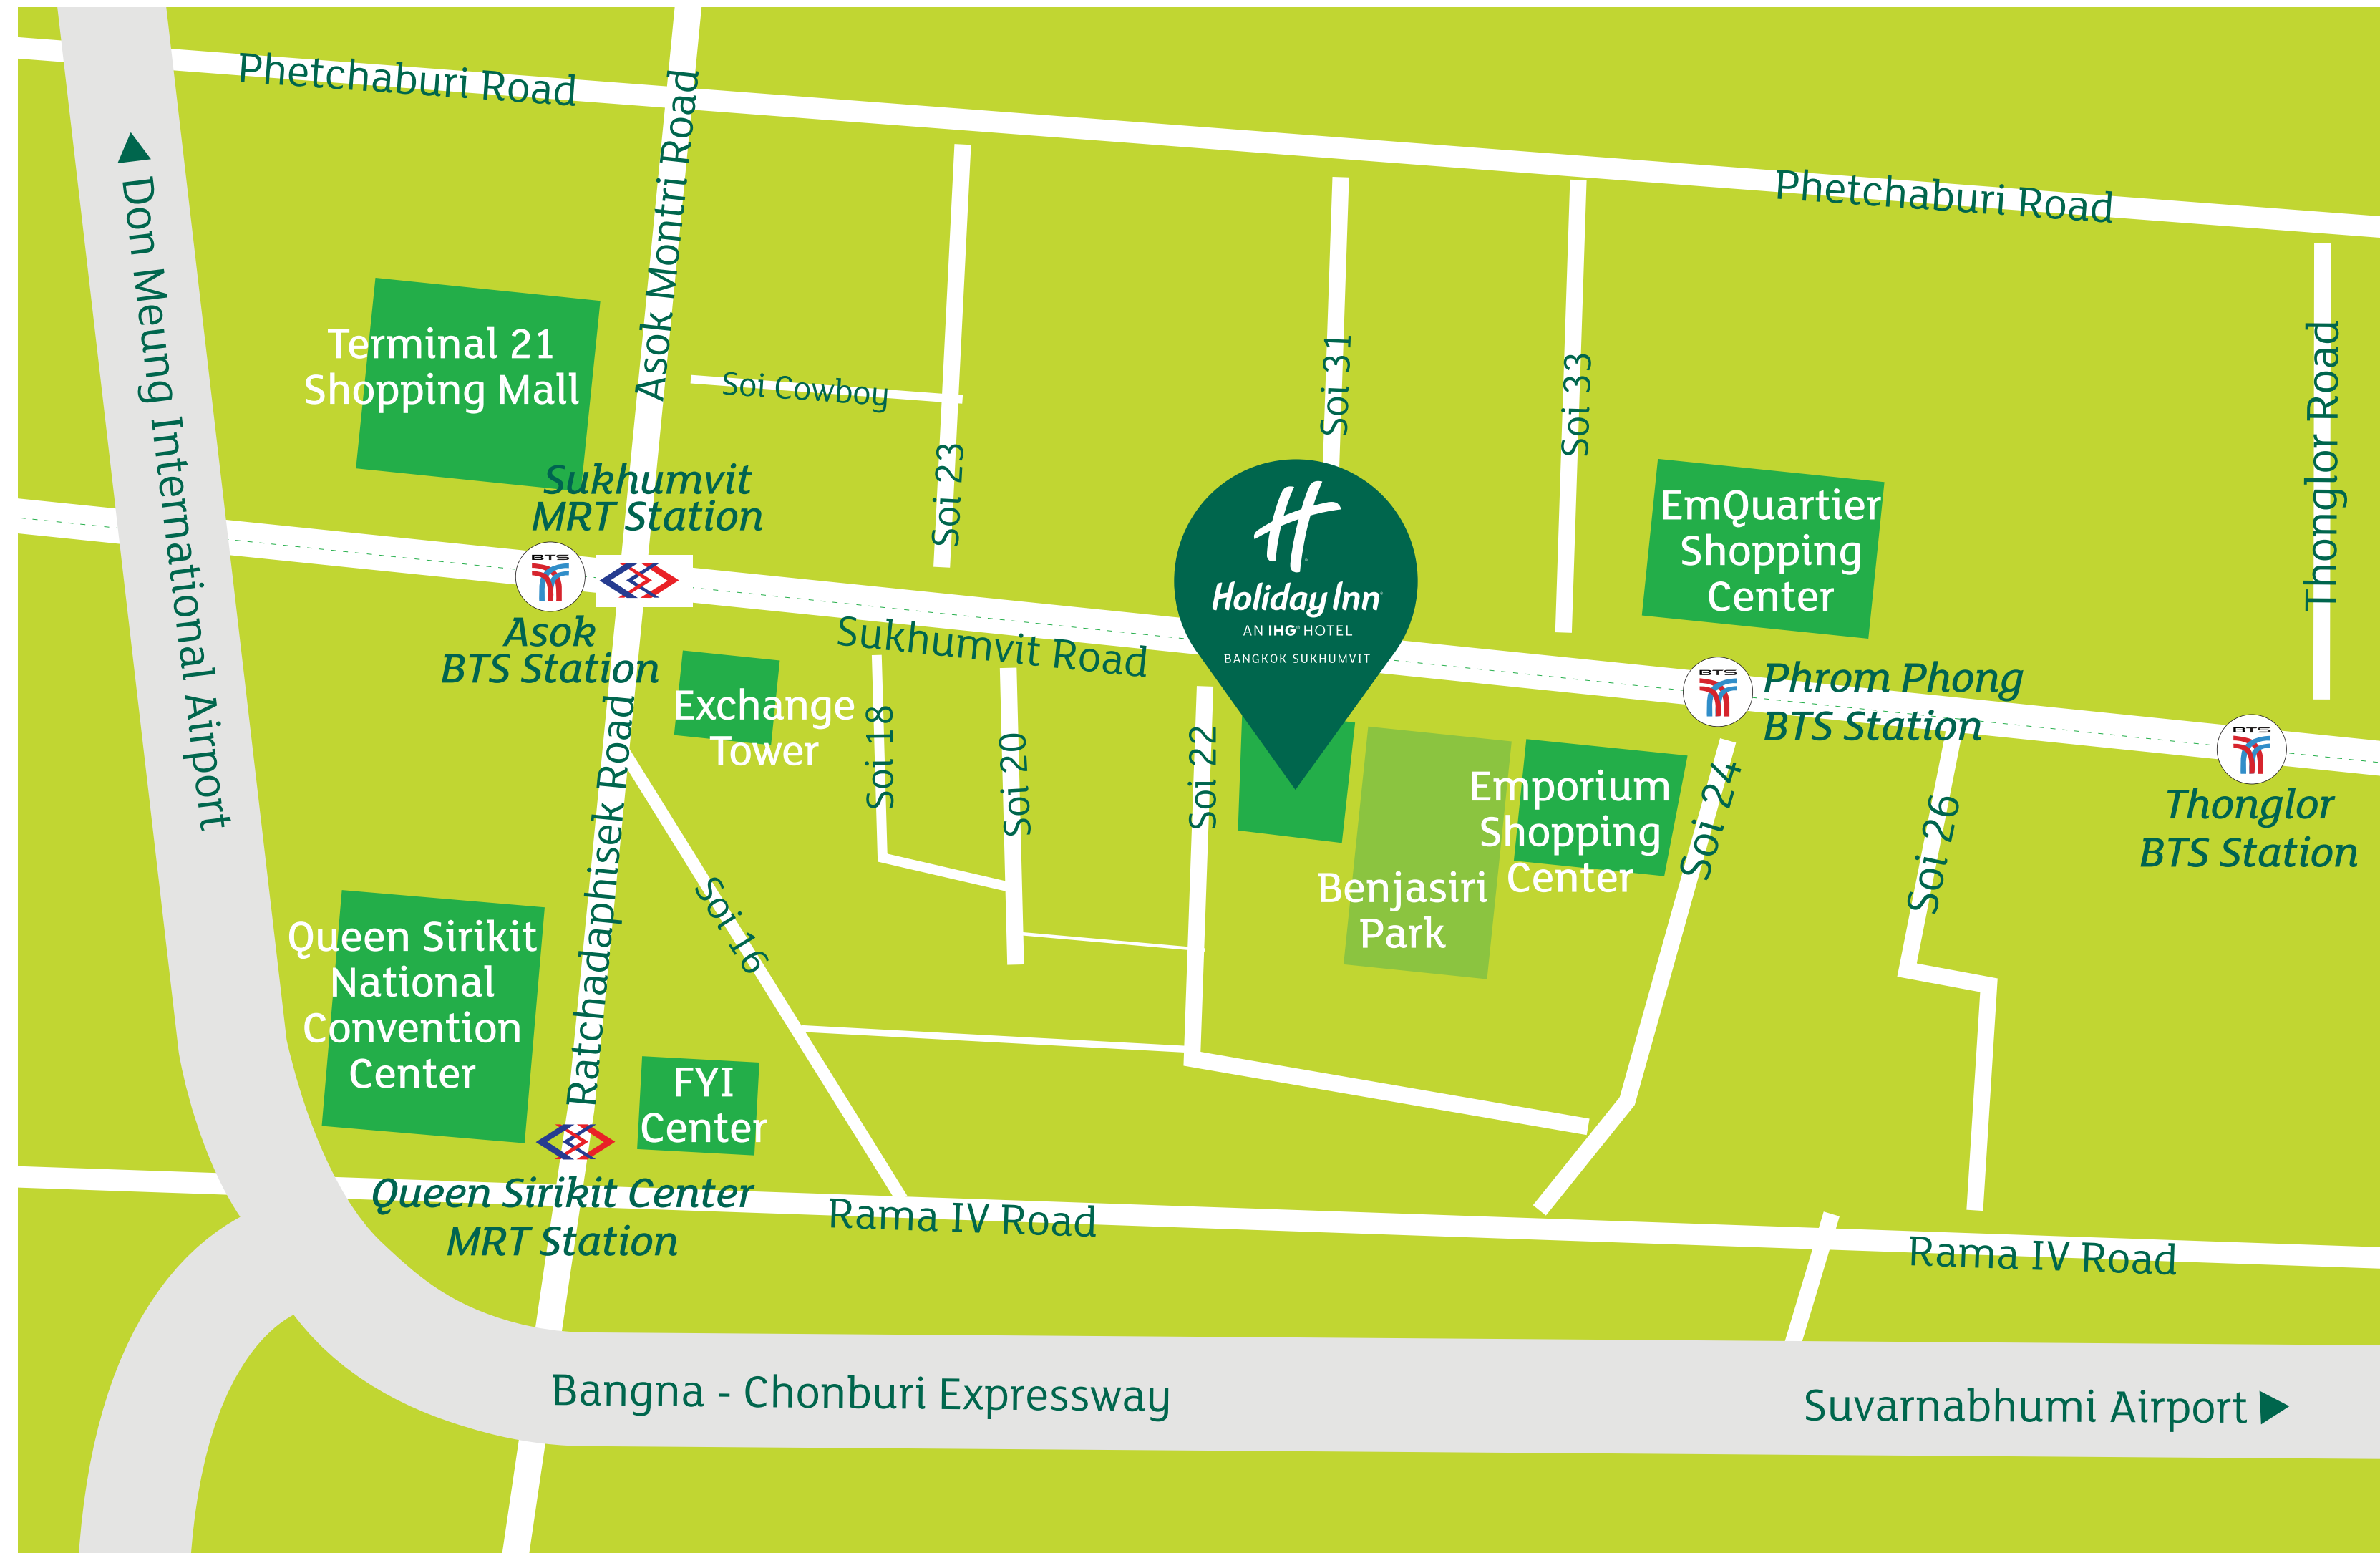 Phetchaburi Road
Phetchaburi Road
Don Meung International Airport
Asok Montri Road
Terminal 21
Shopping Mall
Soi Cowboy
Soi 23
Soi 31
Soi 33
Thonglor Road
Sukhumvit
MRT Station
BTS
Asok
BTS Station
Sukhumvit Road
Holiday Inn
AN IHG® HOTEL
BANGKOK SUKHUMVIT
EmQuartier
Shopping
Center
BTS
Phrom Phong
BTS Station
BTS
Thonglor
BTS Station
Exchange
Tower
Soi 18
Soi 20
Soi 22
Emporium
Shopping
Center
Soi 24
Soi 26
Benjasiri
Park
Ratchadaphisek Road
Soi 16
Queen Sirikit
National
Convention
Center
FYI
Center
Queen Sirikit Center
MRT Station
Rama IV Road
Rama IV Road
Bangna - Chonburi Expressway
Suvarnabhumi Airport